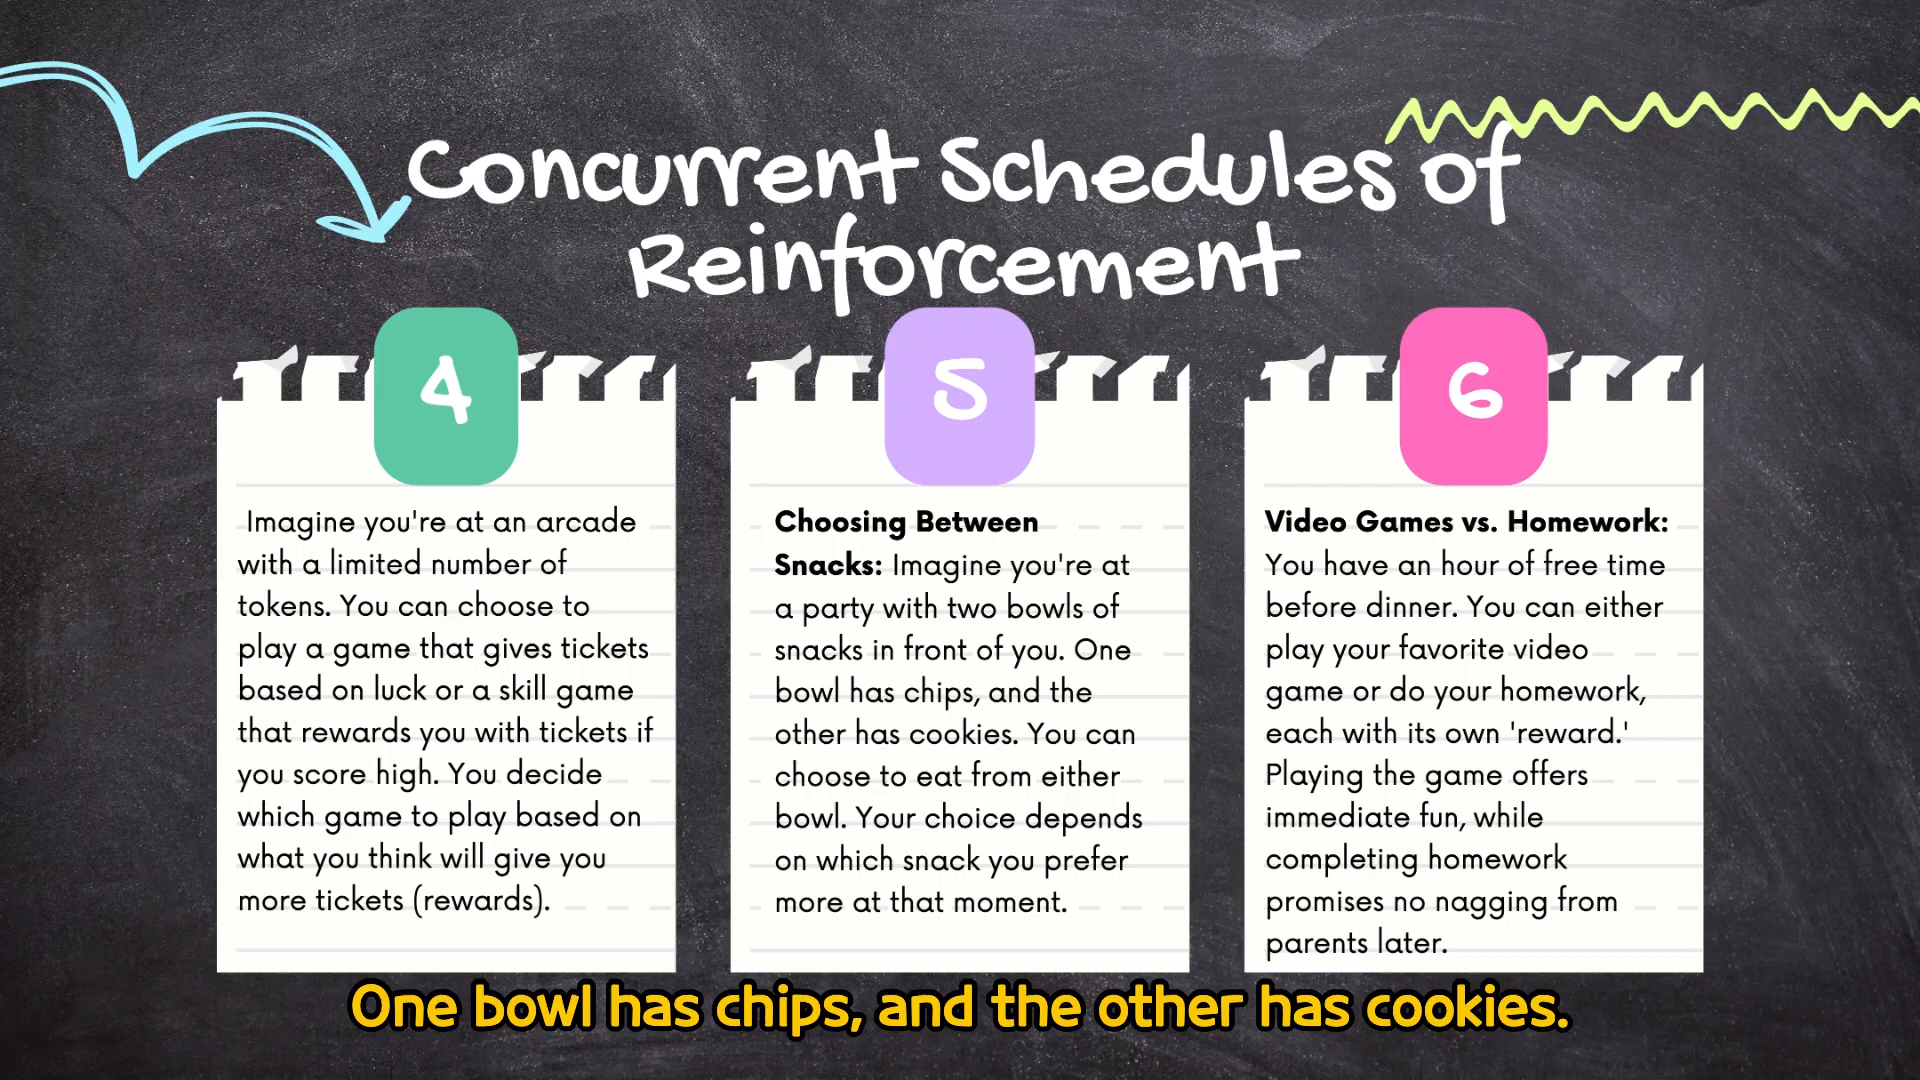 Concurrent Schedules of
Reinforcement
4
Imagine you're at an arcade
with a limited number of
tokens. You can choose to
play a game that gives tickets
based on luck or a skill game
that rewards you with tickets if
you score high. You decide
which game to play based on
what you think will give you
more tickets (rewards).
5
Choosing Between
Snacks: Imagine you're at
a party with two bowls of
snacks in front of you. One
bowl has chips, and the
other has cookies. You can
choose to eat from either
bowl. Your choice depends
on which snack you prefer
more at that moment.
6
Video Games vs. Homework:
You have an hour of free time
before dinner. You can either
play your favorite video
game or do your homework,
each with its own 'reward.'
Playing the game offers
immediate fun, while
completing homework
promises no nagging from
parents later.
One bowl has chips, and the other has cookies.